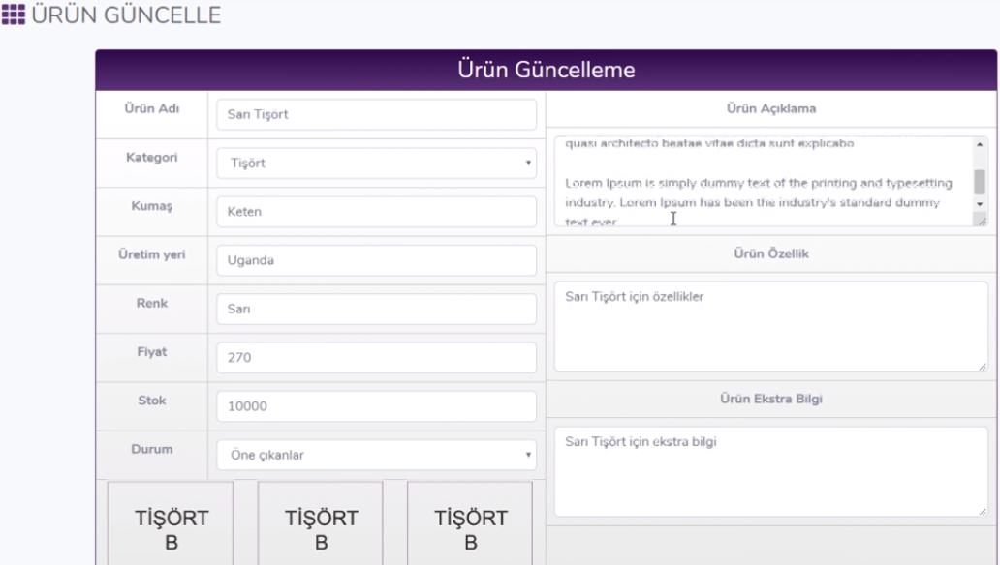 ÜRÜN GÜNCELLE
Ürün Güncelleme
Ürün Adı
Sarı Tişört
Kategori
Tişört
Kumaş
Keten
Üretim yeri
Uganda
Renk
Sarı
Fiyat
270
Stok
10000
Durum
Öne çıkanlar
TİŞÖRT
B
TİŞÖRT
B
TİŞÖRT
B
Ürün Açıklama
quasi architecto beatae vitae dicta sunt explicabo
Lorem Ipsum is simply dummy text of the printing and typesetting
industry. Lorem Ipsum has been the industry's standard dummy
text ever
Ürün Özellik
Sarı Tişört için özellikler
Ürün Ekstra Bilgi
Sarı Tişört için ekstra bilgi